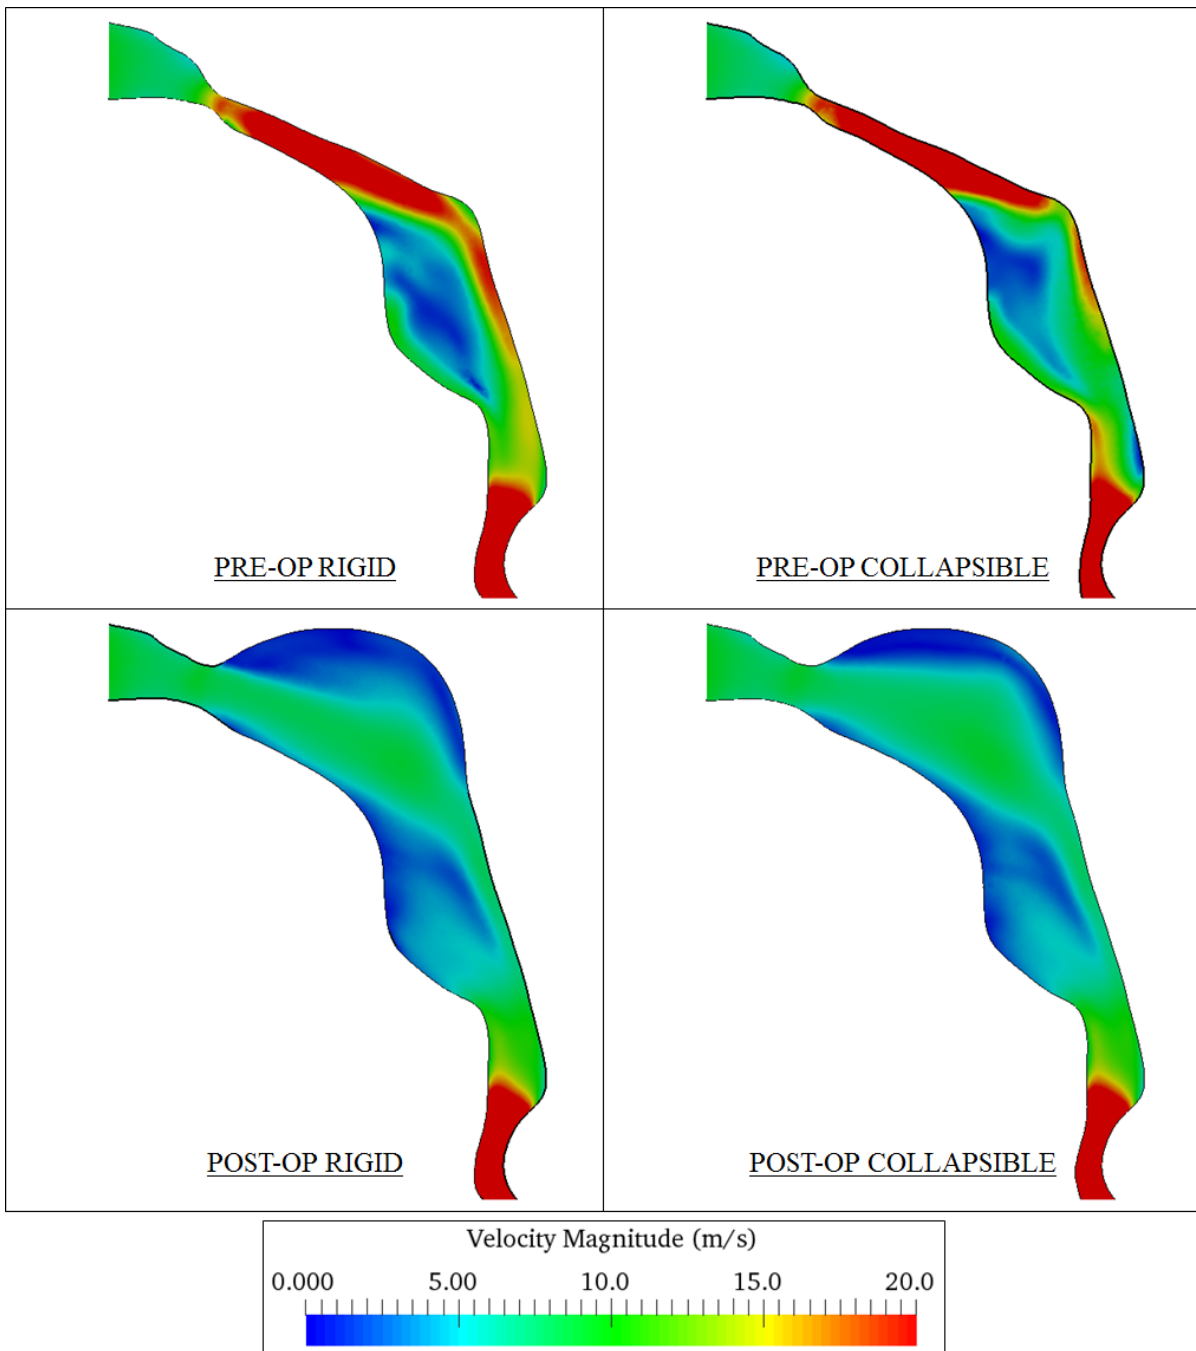 PRE-OP RIGID
PRE-OP COLLAPSIBLE
POST-OP RIGID
POST-OP COLLAPSIBLE
Velocity Magnitude (m/s)
0.000 5.00 10.0 15.0 20.0